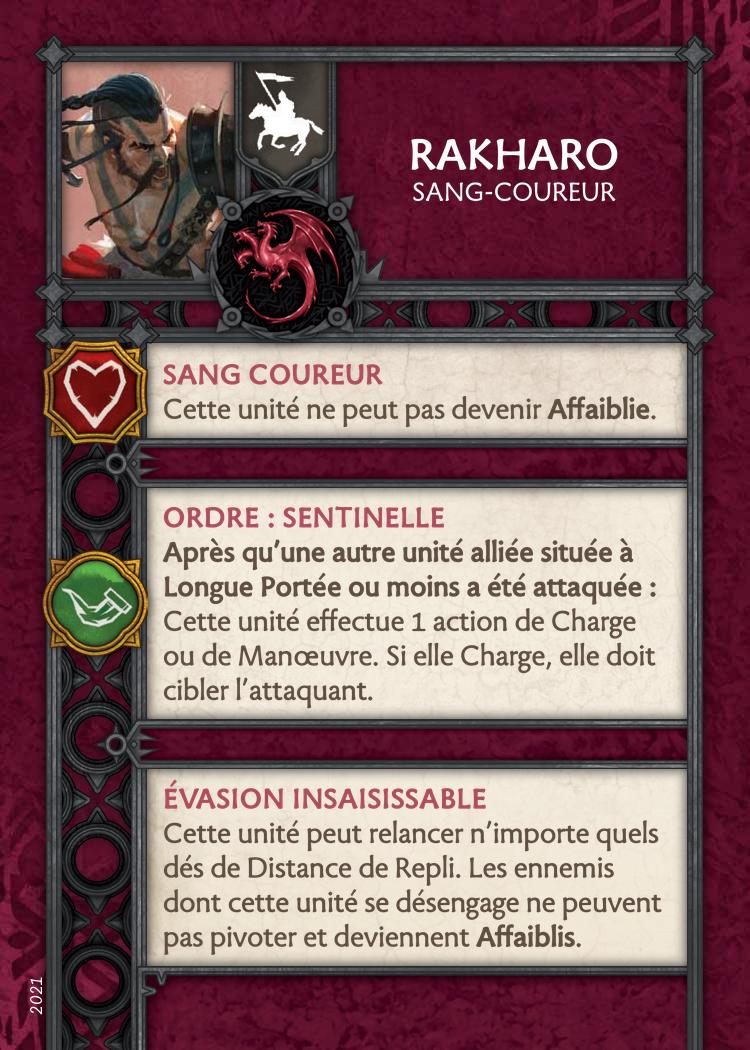 RAKHARO
SANG-COUREUR
SANG COUREUR
Cette unité ne peut pas devenir Affaiblie.
ORDRE : SENTINELLE
Après qu'une autre unité alliée située à
Longue Portée ou moins a été attaquée :
Cette unité effectue 1 action de Charge
ou de Manœuvre. Si elle Charge, elle doit
cibler l'attaquant.
ÉVASION INSAISISSABLE
Cette unité peut relancer n'importe quels
dés de Distance de Repli. Les ennemis
dont cette unité se désengage ne peuvent
pas pivoter et deviennent Affaiblis.
2021